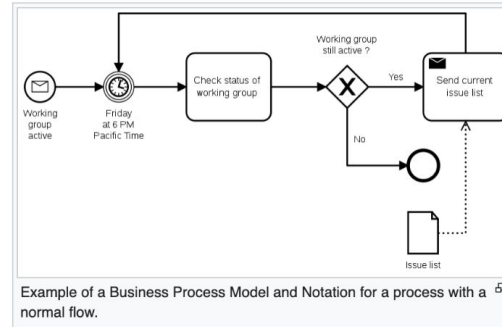 Working group
still active ?
Check status of
working group
Yes
Send current
issue list
Working
group
active
Friday
at 6 PM
Pacific Time
No
Issue list
Example of a Business Process Model and Notation for a process with a
normal flow.